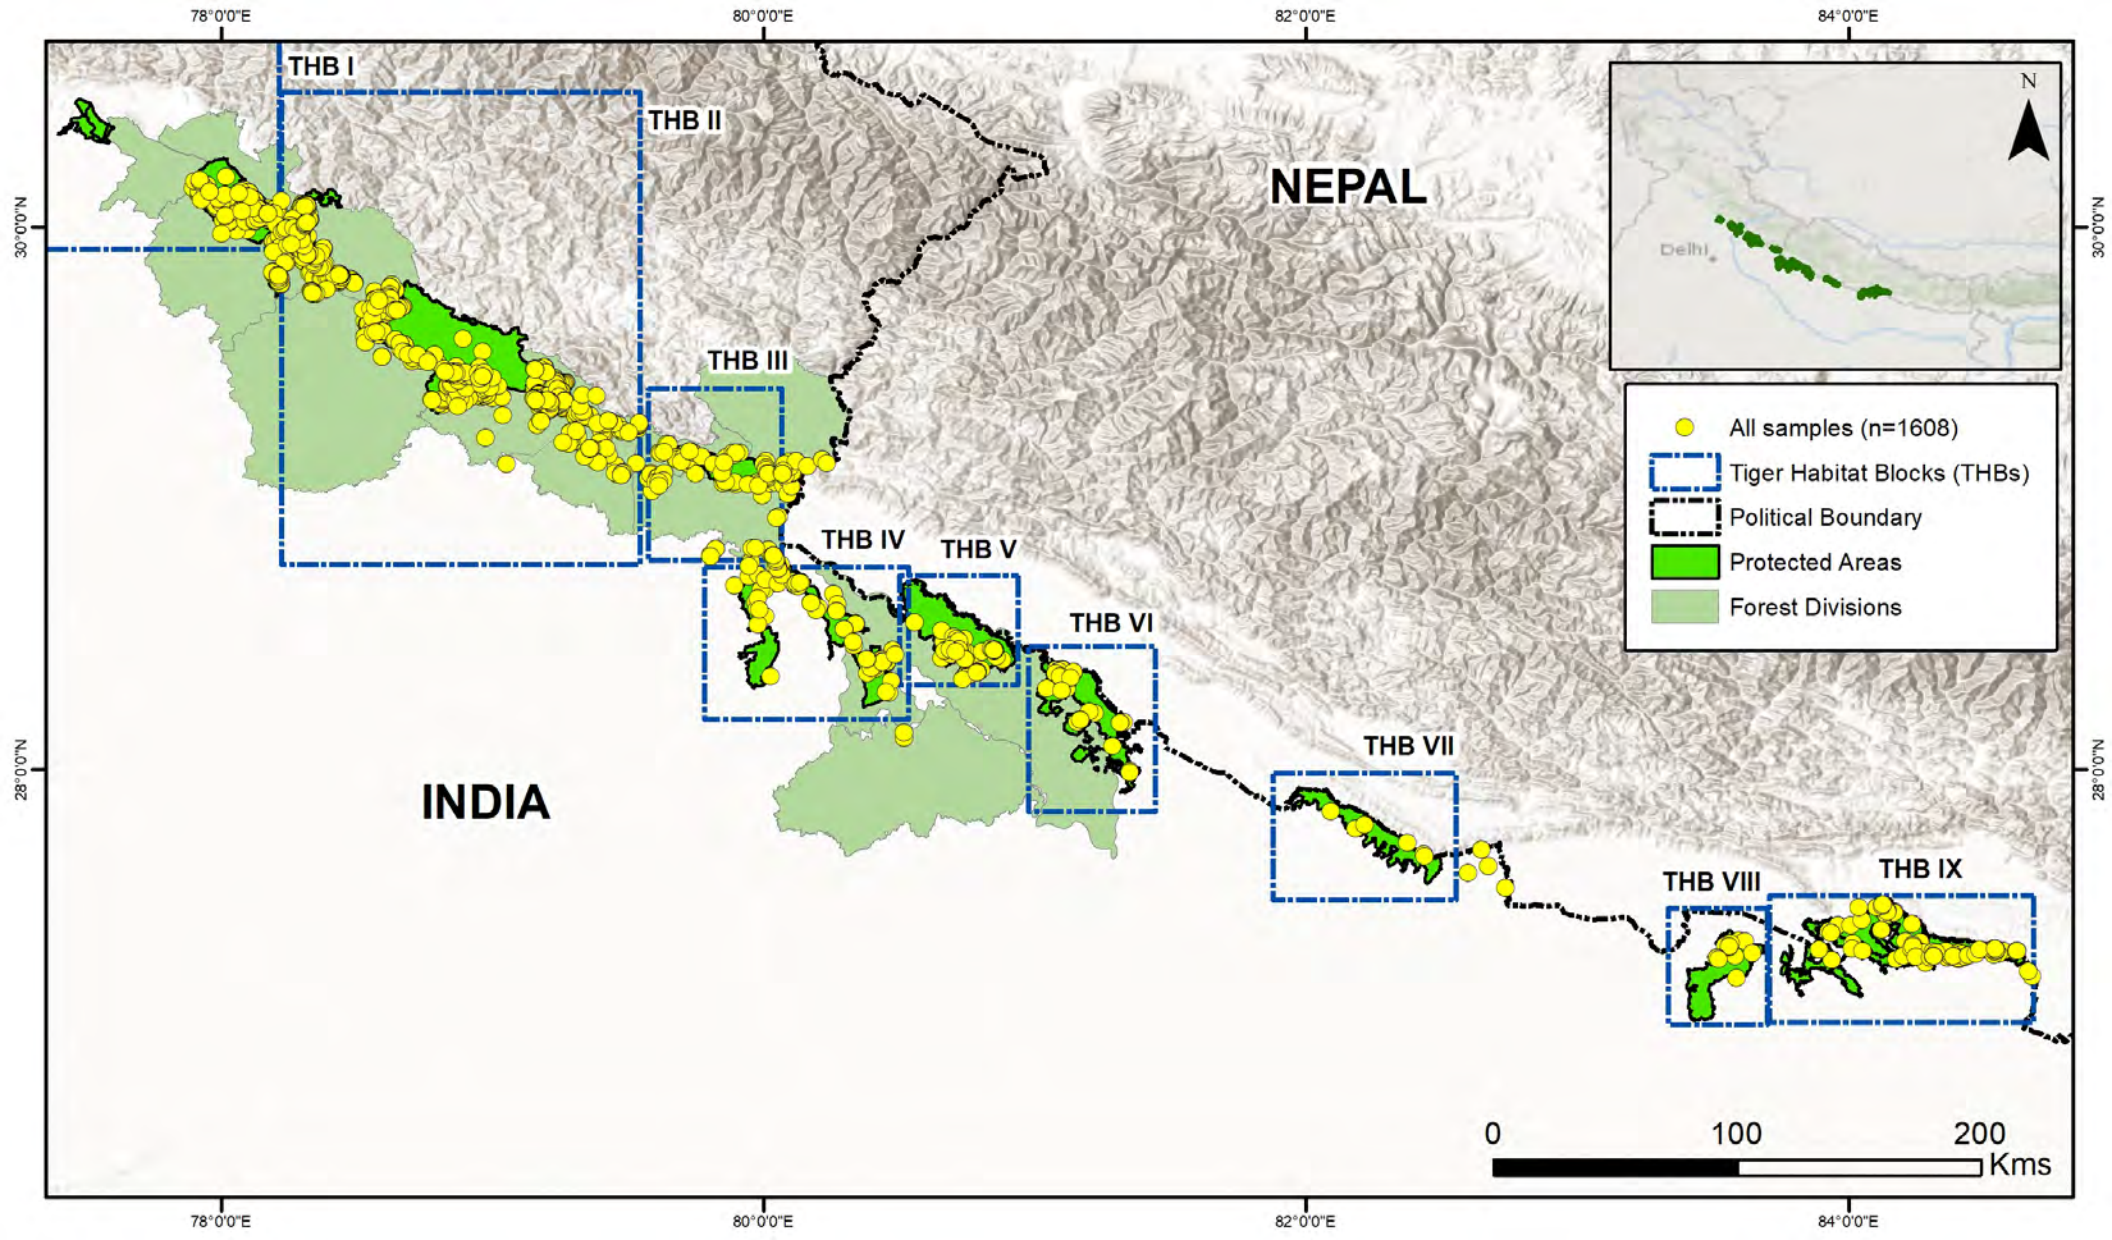 78°0'0"E 80°0'0"E 82°0'0"E 84°0'0"E
THB I
THB II
N
NEPAL
30°0'0"N 30°0'0"N
Delhi
THB III
All samples (n=1608)
Tiger Habitat Blocks (THBs)
Political Boundary
Protected Areas
Forest Divisions
THB IV
THB V
THB VI
THB VII
28°0'0"N 28°0'0"N
INDIA
THB VIII
THB IX
0 100 200
Kms
78°0'0"E 80°0'0"E 82°0'0"E 84°0'0"E